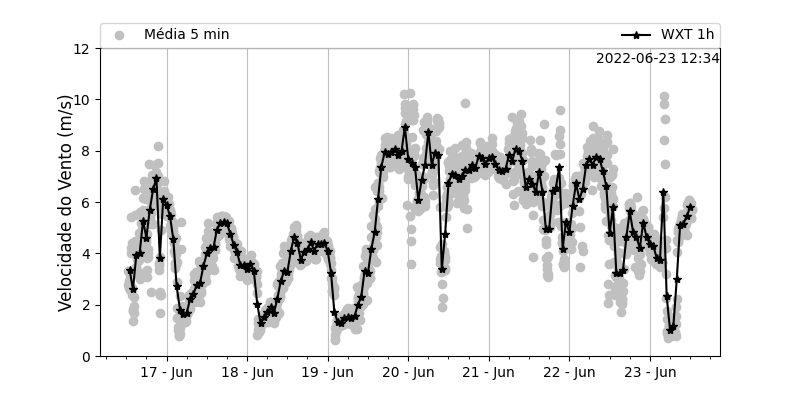 Média 5 min
WXT 1h
2022-06-23 12:34
Velocidade do Vento (m/s)
12
10
8
6
4
2
0
17 - Jun
18 - Jun
19 - Jun
20 - Jun
21 - Jun
22 - Jun
23 - Jun